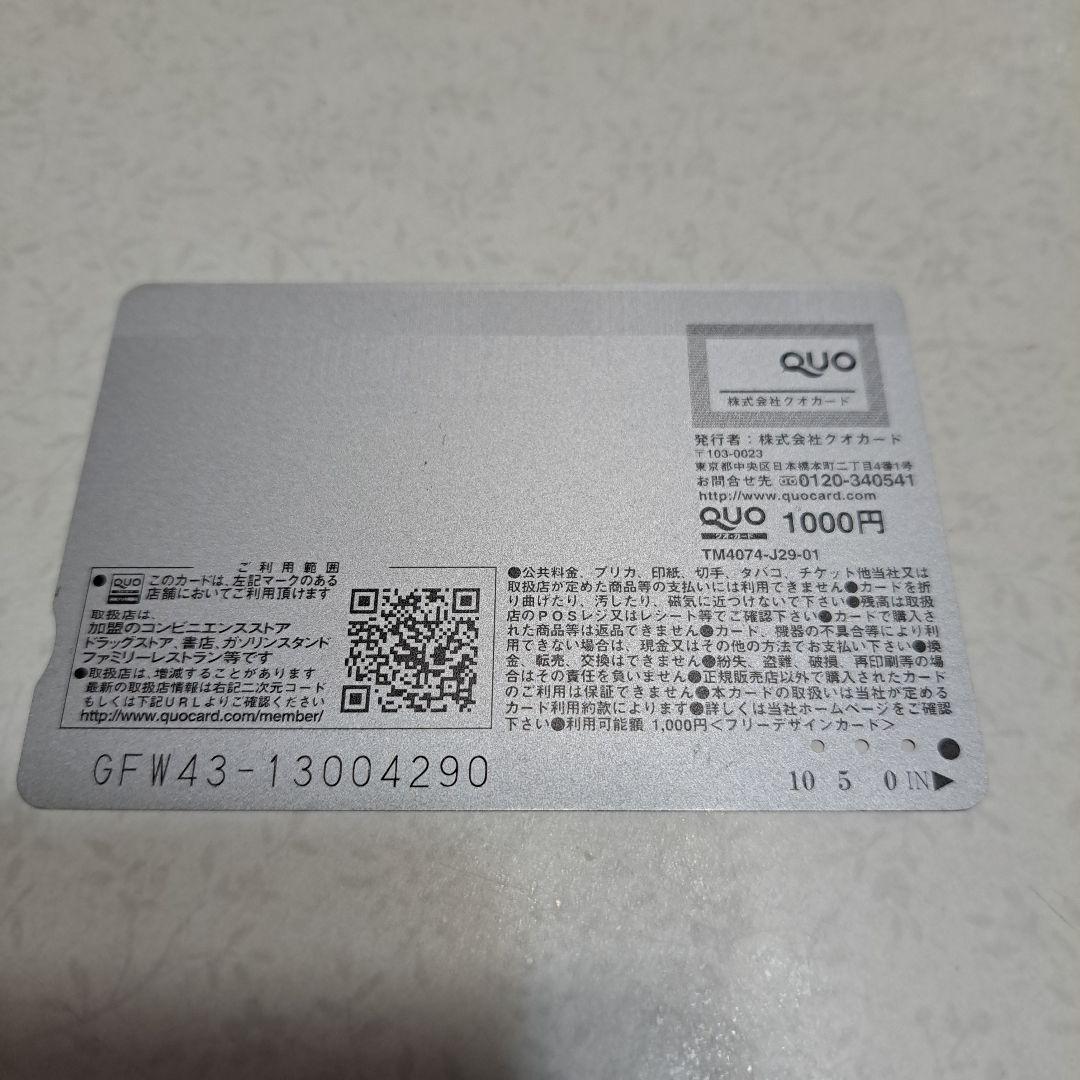 QUO
株式会社クオカード
発行者：株式会社クオカード
〒103-0023
東京都中央区日本橋本町二丁目4番1号
お問合せ先 0120-340541
http://www.quocard.com
QUO 1000円
クオ・カード
TM4074-J29-01
ご利用範囲
●QUO このカードは、左記マークのある
店舗においてご利用頂けます
取扱店は、
加盟のコンビニエンスストア
ドラックストア、書店、ガソリンスタンド
ファミリーレストラン等です
●取扱店は、増減することがあります
最新の取扱店情報は右記二次元コード
もしくは下記URLよりご確認ください
http://www.quocard.com/member/
●公共料金、プリカ、印紙、切手、タバコ、チケット他当社又は
取扱店が定めた商品等の支払いには利用できません●カードを折
り曲げたり、汚したり、磁気に近づけないで下さい●残高は取扱
店のPOSレジ又はレシート等でご確認下さい●カードで購入さ
れた商品等は返品できません●カード、機器の不具合等により利
用できない場合は、現金又はその他の方法でお支払い下さい●換
金、転売、交換はできません●紛失、盗難、破損、再印刷等の場
合はその責任を負いません●正規販売店以外で購入されたカード
のご利用は保証できません●本カードの取扱いは当社が定める
カード利用約款によります●詳しくは当社ホームページをご確認
下さい●利用可能額 1,000円＜フリーデザインカード＞
GFW43-13004290
10 5 0 IN▶